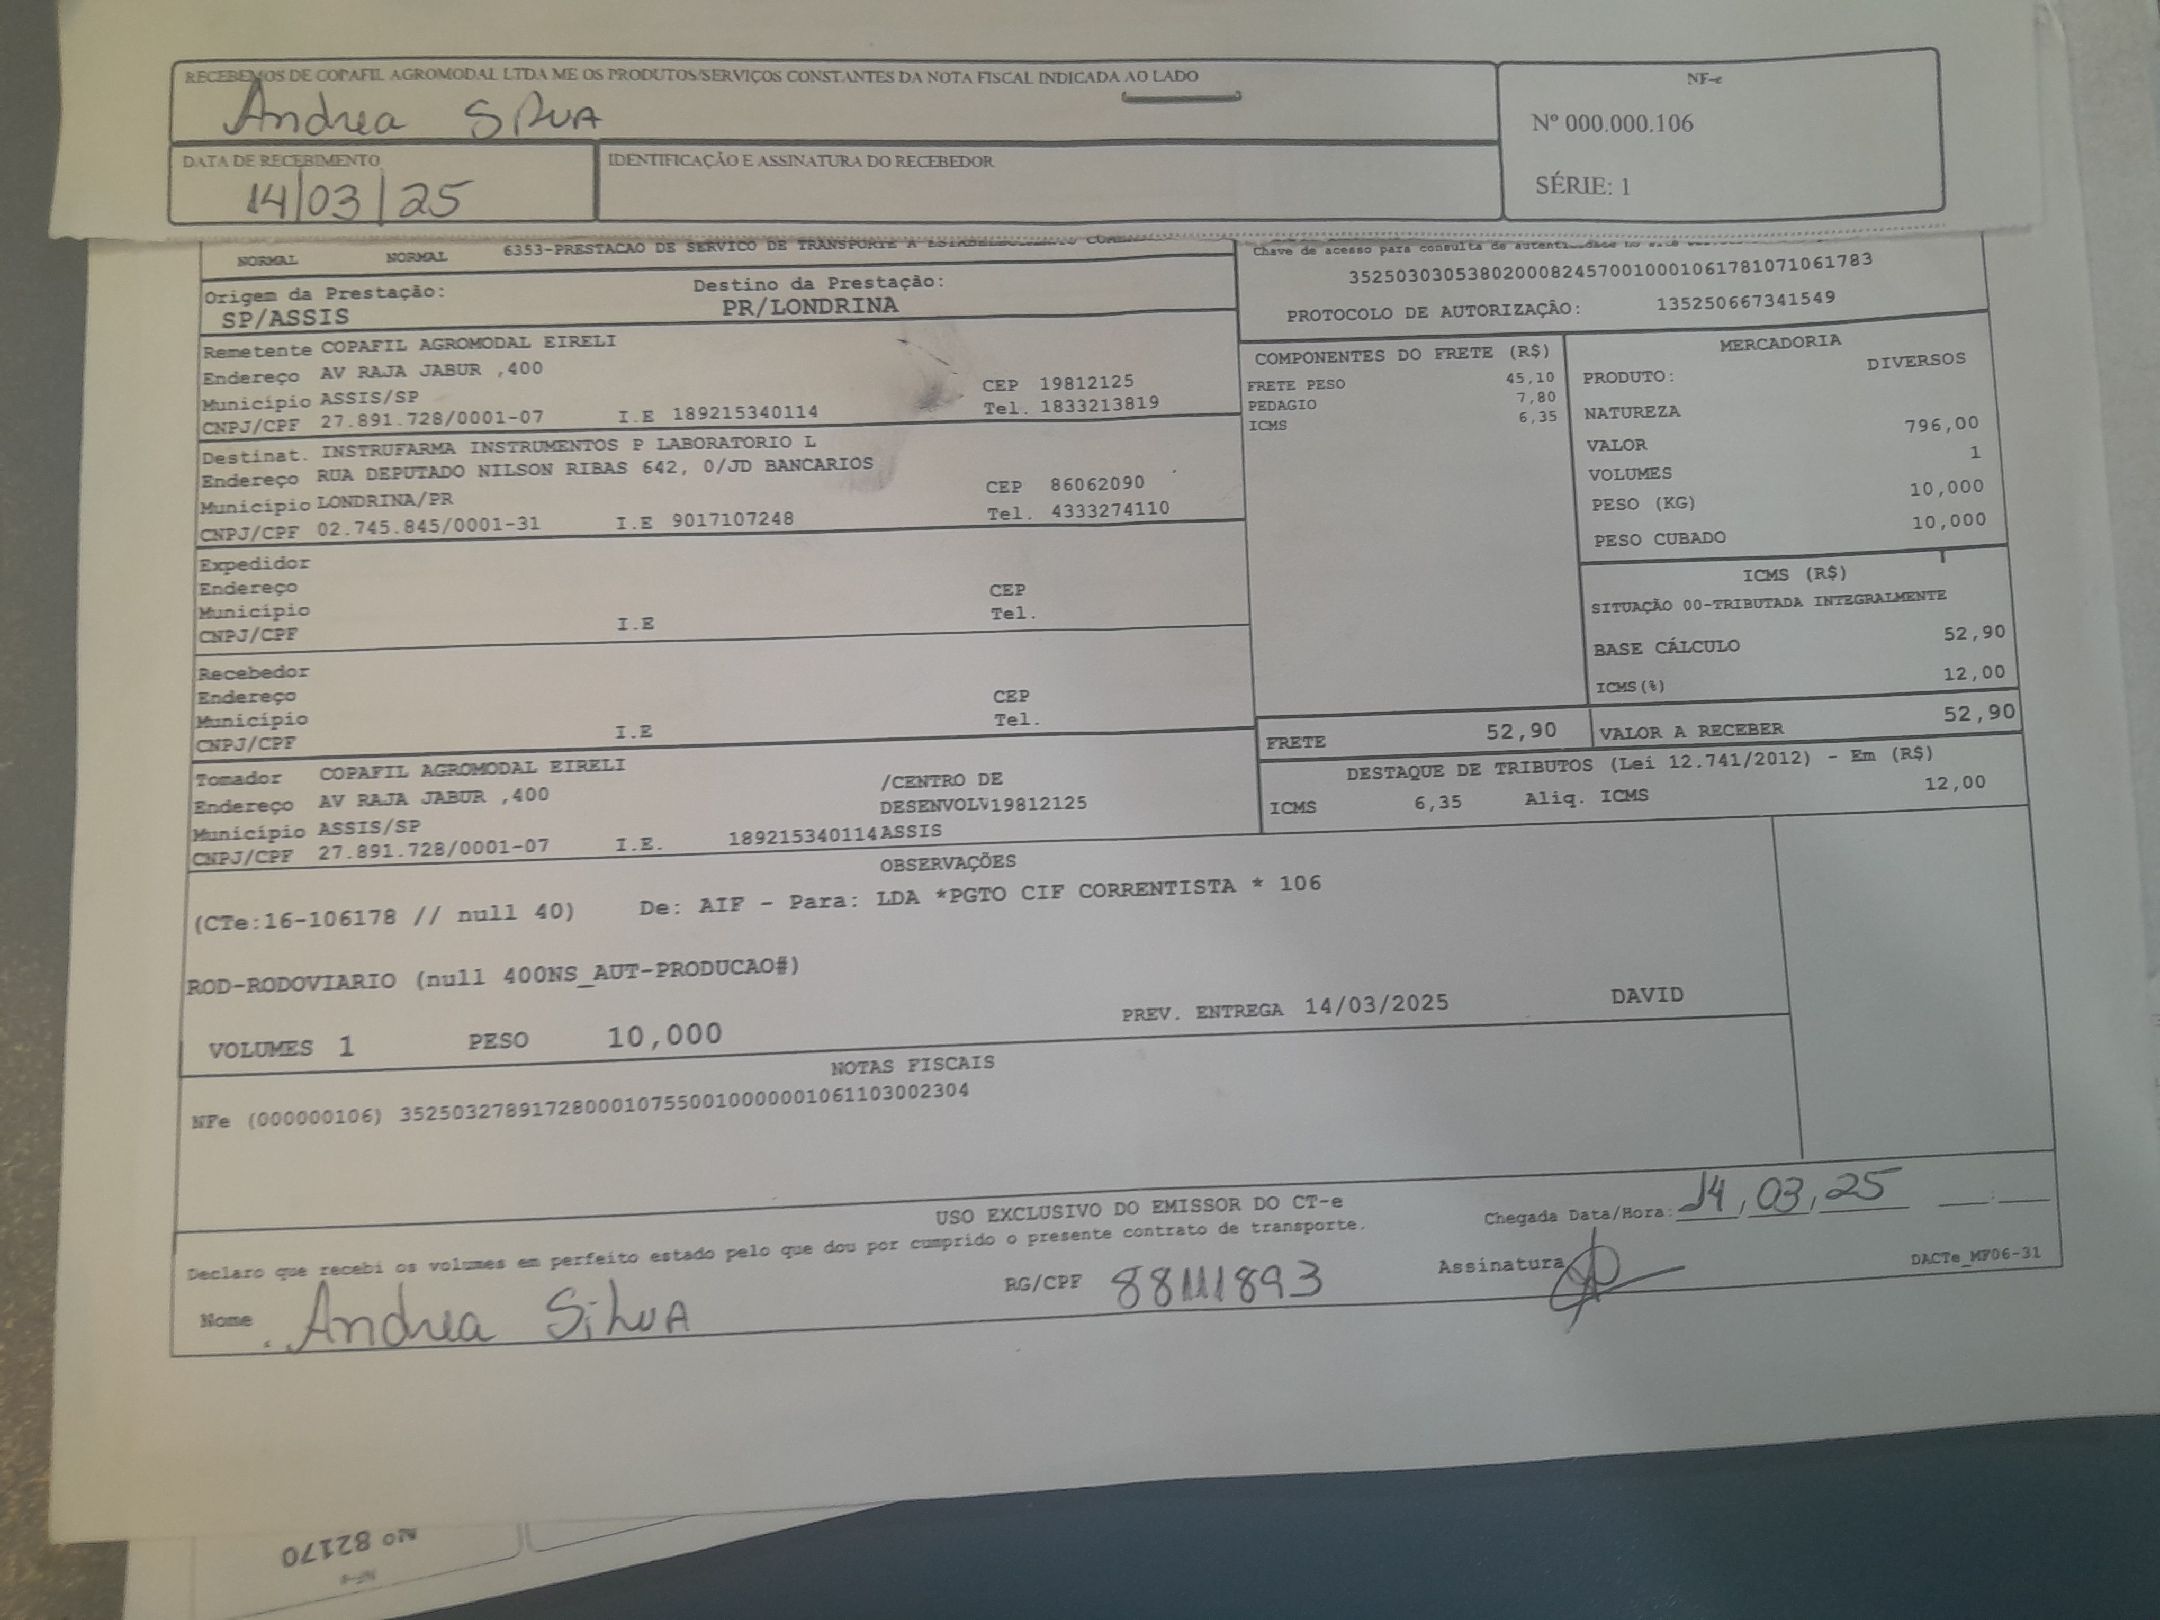 RECEBEMOS DE COPAFIL AGROMODAL LTDA ME OS PRODUTOS/SERVIÇOS CONSTANTES DA NOTA FISCAL INDICADA AO LADO
Andrea Silva
DATA DE RECEBIMENTO
14/03/25
IDENTIFICAÇÃO E ASSINATURA DO RECEBEDOR
NF-e
Nº 000.000.106
SÉRIE: 1
NORMAL NORMAL 6353-PRESTACAO DE SERVICO DE TRANSPORTE A
Chave de acesso para consulta de
35250303053802000824570010001061781071061783
PROTOCOLO DE AUTORIZAÇÃO: 135250667341549
Origem da Prestação: Destino da Prestação:
SP/ASSIS PR/LONDRINA
Remetente COPAFIL AGROMODAL EIRELI
Endereço AV RAJA JABUR ,400 CEP 19812125
Município ASSIS/SP Tel. 1833213819
CNPJ/CPF 27.891.728/0001-07 I.E 189215340114
Destinat. INSTRUFARMA INSTRUMENTOS P LABORATORIO L
Endereço RUA DEPUTADO NILSON RIBAS 642, 0/JD BANCARIOS
Município LONDRINA/PR CEP 86062090
CNPJ/CPF 02.745.845/0001-31 I.E 9017107248 Tel. 4333274110
Expedidor
Endereço CEP
Município Tel.
CNPJ/CPF I.E
Recebedor
Endereço CEP
Município Tel.
CNPJ/CPF I.E
Tomador COPAFIL AGROMODAL EIRELI /CENTRO DE
Endereço AV RAJA JABUR ,400 DESENVOLV19812125
Município ASSIS/SP
CNPJ/CPF 27.891.728/0001-07 I.E. 189215340114ASSIS
COMPONENTES DO FRETE (R$)
FRETE PESO 45,10
PEDAGIO 7,80
ICMS 6,35
MERCADORIA
PRODUTO: DIVERSOS
NATUREZA
VALOR 796,00
VOLUMES 1
PESO (KG) 10,000
PESO CUBADO 10,000
ICMS (R$)
SITUAÇÃO 00-TRIBUTADA INTEGRALMENTE
BASE CÁLCULO 52,90
ICMS(%) 12,00
FRETE 52,90 VALOR A RECEBER 52,90
DESTAQUE DE TRIBUTOS (Lei 12.741/2012) - Em (R$)
ICMS 6,35 Aliq. ICMS 12,00
OBSERVAÇÕES
(CTe:16-106178 // null 40) De: AIF - Para: LDA *PGTO CIF CORRENTISTA * 106
ROD-RODOVIARIO (null 400NS_AUT-PRODUCAO#)
VOLUMES 1 PESO 10,000 PREV. ENTREGA 14/03/2025 DAVID
NOTAS FISCAIS
NFe (000000106) 35250327891728000107550010000001061103002304
USO EXCLUSIVO DO EMISSOR DO CT-e
Declaro que recebi os volumes em perfeito estado pelo que dou por cumprido o presente contrato de transporte.
Chegada Data/Hora: 14,03,25 :
Nome Andrea Silva RG/CPF 88111893 Assinatura
DACTe_MF06-31
Nº 82170
NF-e